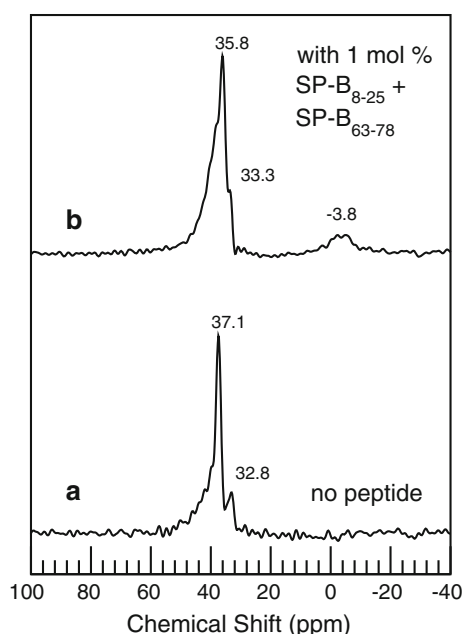 35.8
with 1 mol %
SP-B8-25 +
SP-B63-78
33.3
b
-3.8
37.1
32.8
a
no peptide
100 80 60 40 20 0 -20 -40
Chemical Shift (ppm)